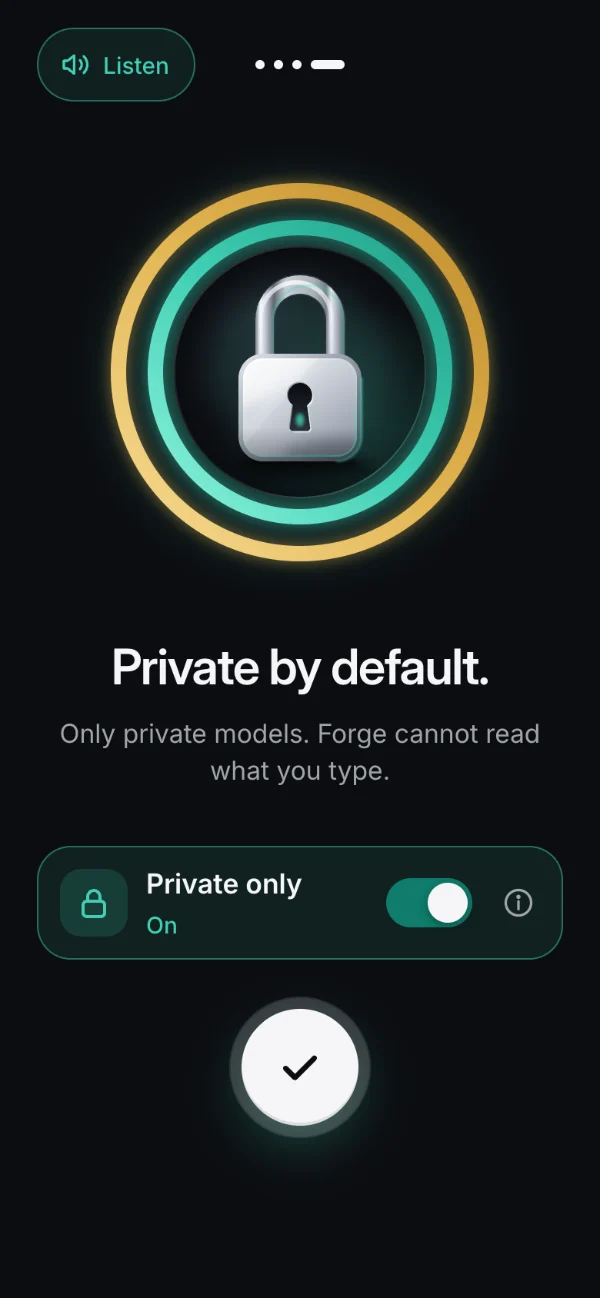 Listen
Private by default.
Only private models. Forge cannot read
what you type.
Private only
On